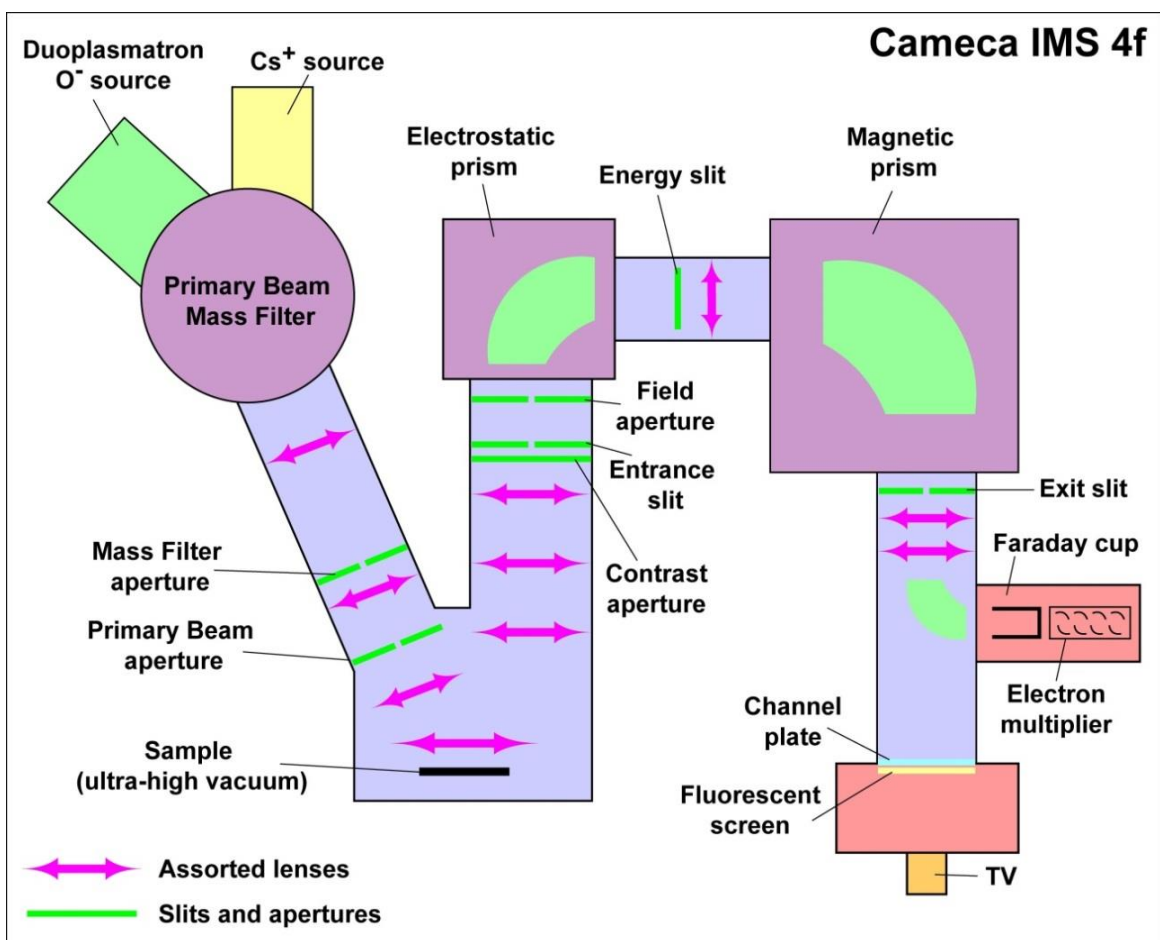 Cameca IMS 4f
Duoplasmatron
O⁻ source
Cs⁺ source
Electrostatic
prism
Energy slit
Magnetic
prism
Primary Beam
Mass Filter
Field
aperture
Entrance
slit
Exit slit
Faraday cup
Mass Filter
aperture
Contrast
aperture
Primary Beam
aperture
Electron
multiplier
Channel
plate
Sample
(ultra-high vacuum)
Fluorescent
screen
TV
Assorted lenses
Slits and apertures